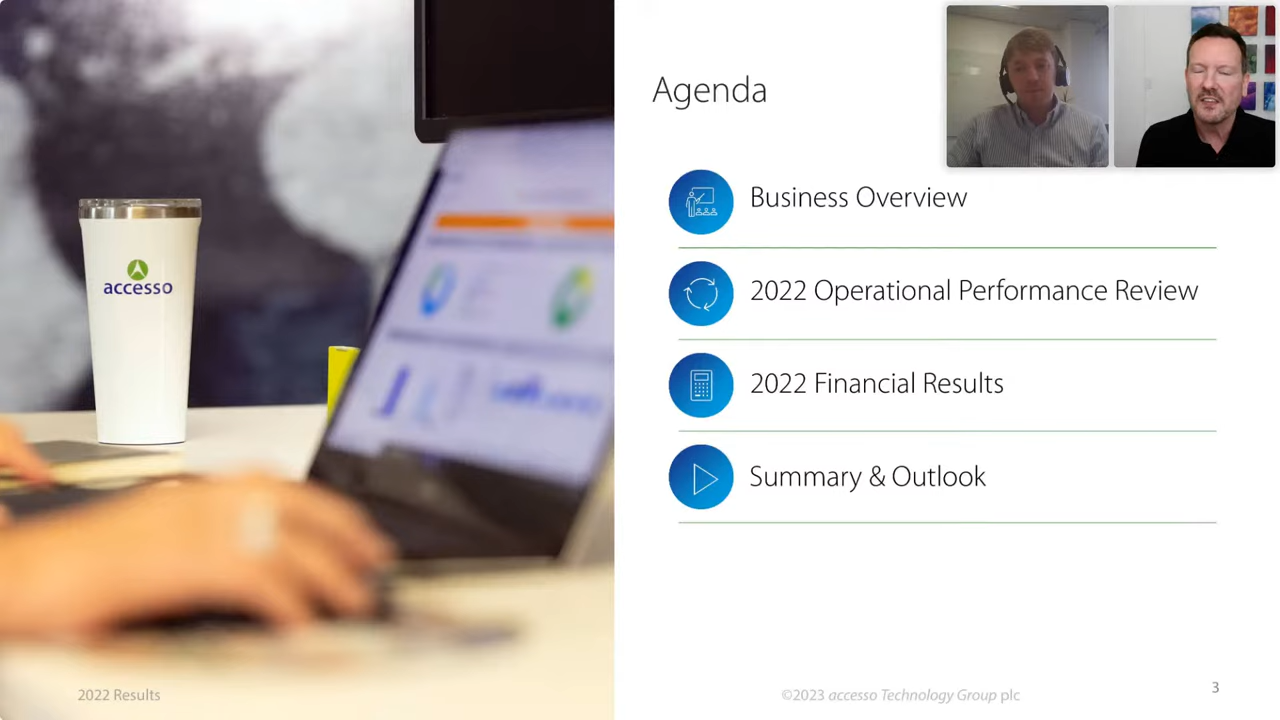 Agenda
Business Overview
2022 Operational Performance Review
2022 Financial Results
Summary & Outlook
accesso
2022 Results
©2023 accesso Technology Group plc
3